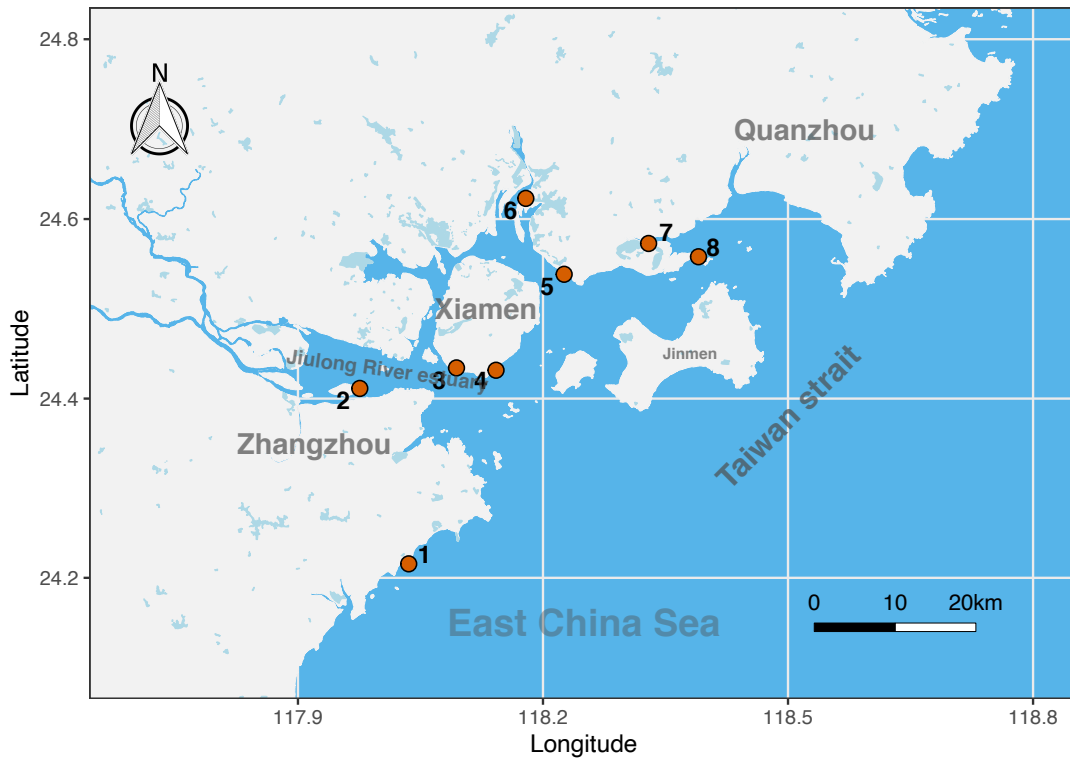 24.8
N
Quanzhou
24.6
6
7
8
5
Xiamen
Jinmen
Jiulong River estuary
3
4
24.4
2
Taiwan strait
Zhangzhou
1
24.2
0 10 20km
East China Sea
117.9 118.2 118.5 118.8
Longitude
Latitude